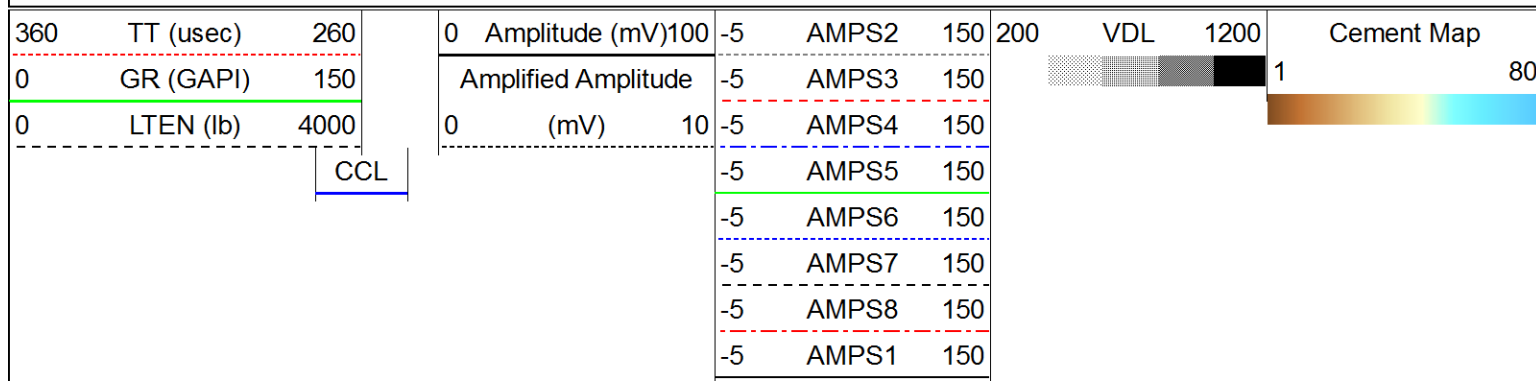 360 TT (usec) 260
0 GR (GAPI) 150
0 LTEN (lb) 4000
CCL
0 Amplitude (mV)100
Amplified Amplitude
0 (mV) 10
-5 AMPS2 150
-5 AMPS3 150
-5 AMPS4 150
-5 AMPS5 150
-5 AMPS6 150
-5 AMPS7 150
-5 AMPS8 150
-5 AMPS1 150
200 VDL 1200
Cement Map
1 80